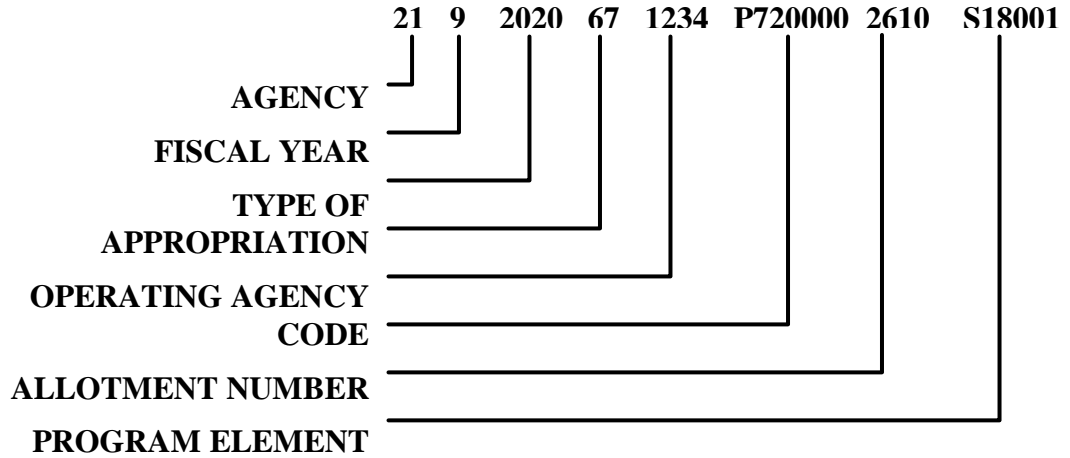 21 9 2020 67 1234 P720000 2610 S18001
AGENCY
FISCAL YEAR
TYPE OF
APPROPRIATION
OPERATING AGENCY
CODE
ALLOTMENT NUMBER
PROGRAM ELEMENT